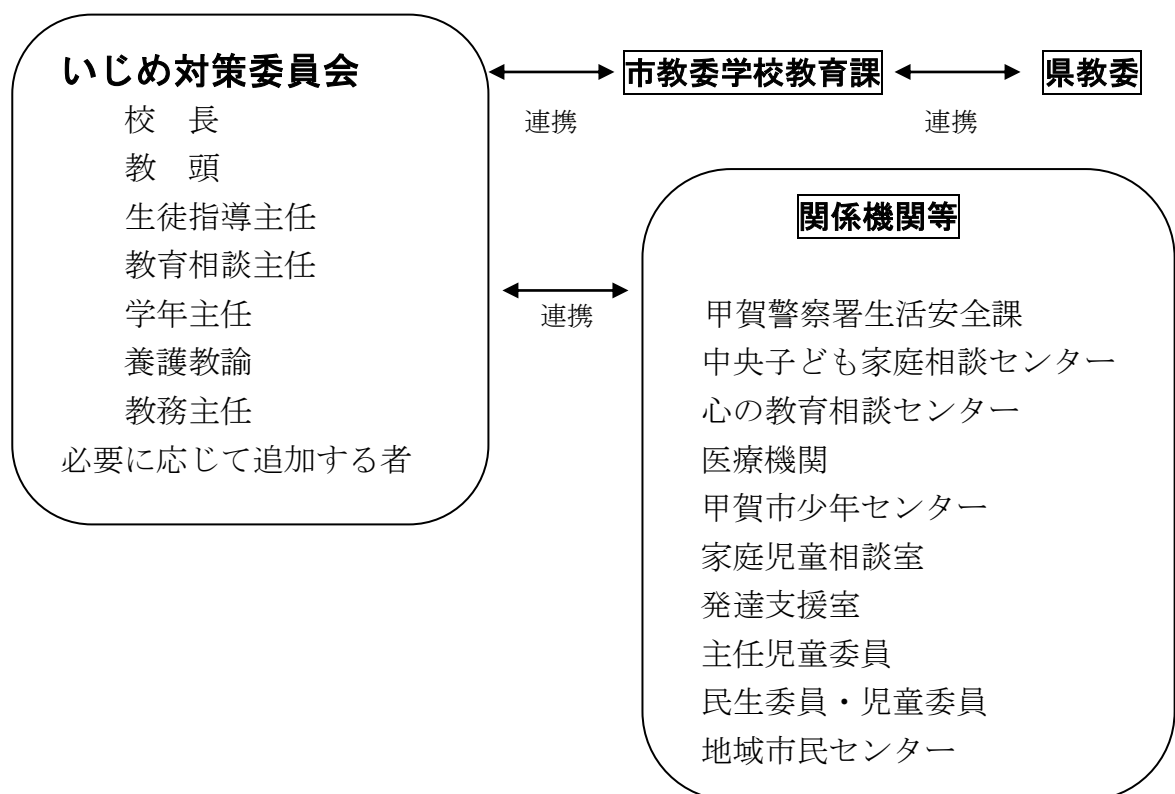 いじめ対策委員会
校　長
教　頭
生徒指導主任
教育相談主任
学年主任
養護教諭
教務主任
必要に応じて追加する者
連携
市教委学校教育課
連携
県教委
連携
関係機関等
甲賀警察署生活安全課
中央子ども家庭相談センター
心の教育相談センター
医療機関
甲賀市少年センター
家庭児童相談室
発達支援室
主任児童委員
民生委員・児童委員
地域市民センター